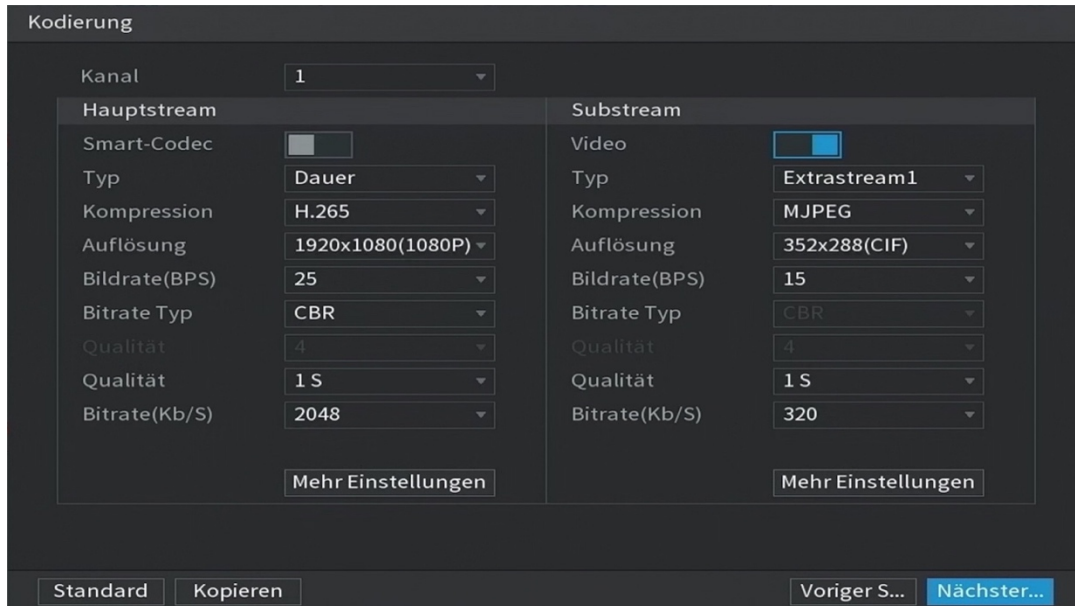 Kodierung
Kanal 1
Hauptstream
Smart-Codec
Typ Dauer
Kompression H.265
Auflösung 1920x1080(1080P)
Bildrate(BPS) 25
Bitrate Typ CBR
Qualität 4
Qualität 1 S
Bitrate(Kb/S) 2048
Mehr Einstellungen
Substream
Video
Typ Extrastream1
Kompression MJPEG
Auflösung 352x288(CIF)
Bildrate(BPS) 15
Bitrate Typ CBR
Qualität 4
Qualität 1 S
Bitrate(Kb/S) 320
Mehr Einstellungen
Standard Kopieren Voriger S... Nächster...